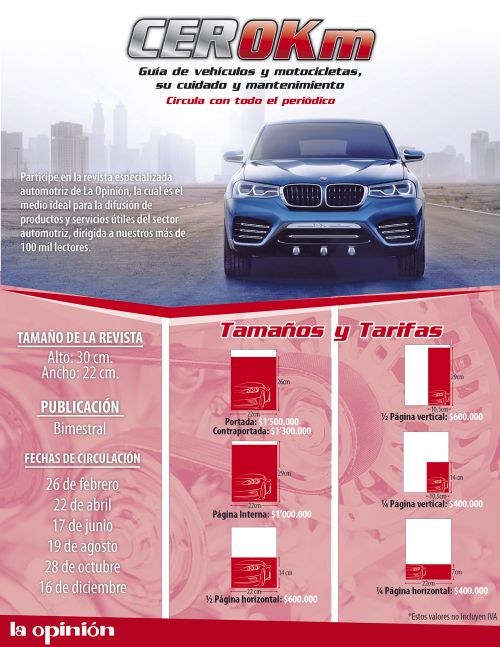 CEROKm
Guía de vehículos y motocicletas,
su cuidado y mantenimiento
Circula con todo el periódico
Participe en la revista especializada
automotriz de La Opinión, la cual es el
medio ideal para la difusión de
productos y servicios útiles del sector
automotriz, dirigida a nuestros más de
100 mil lectores.
TAMAÑO DE LA REVISTA
Alto: 30 cm.
Ancho: 22 cm.
PUBLICACIÓN
Bimestral
FECHAS DE CIRCULACIÓN
26 de febrero
22 de abril
17 de junio
19 de agosto
28 de octubre
16 de diciembre
Tamaños y Tarifas
26cm
22cm
Portada: $1'500.000
Contraportada: $1'300.000
29cm
22cm
Página Interna: $1'000.000
14 cm
22cm
½ Página horizontal: $600.000
29cm
10,5cm
½ Página vertical: $600.000
14 cm
10,5cm
¼ Página vertical: $400.000
7cm
22cm
¼ Página horizontal: $400.000
*Estos valores no incluyen IVA
la opinión